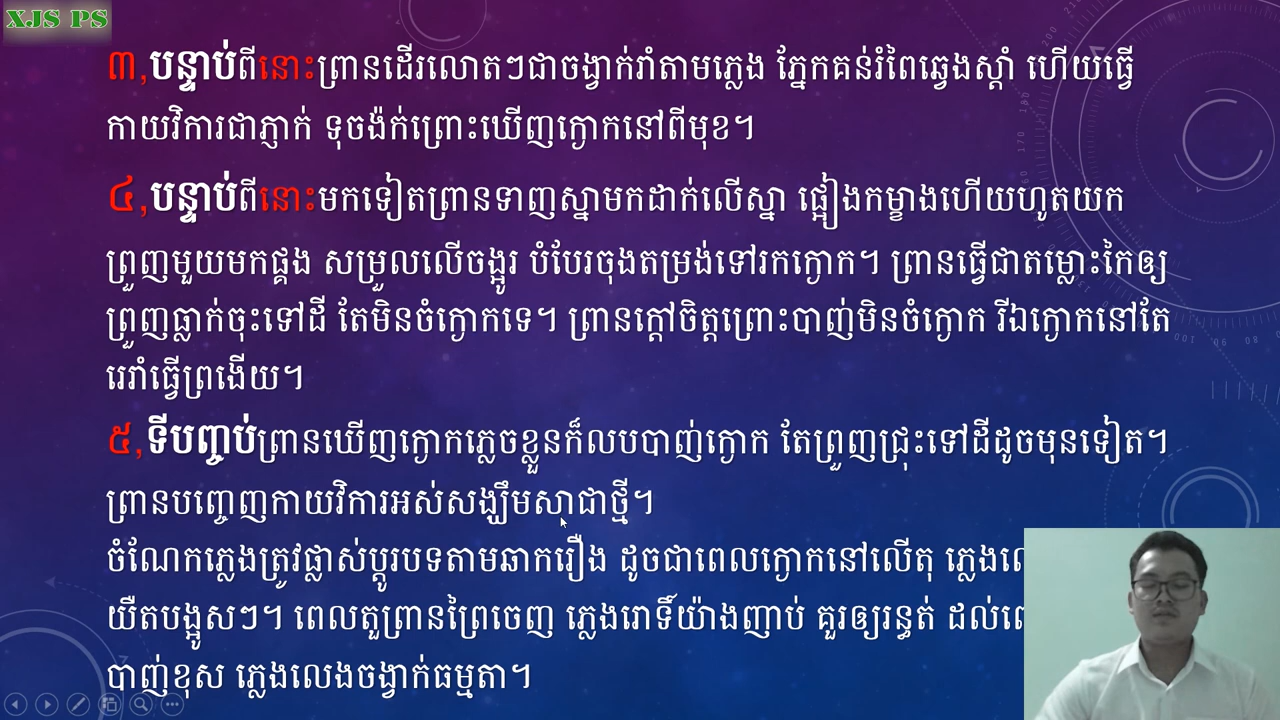 XJS PS
៣,បន្ទាប់ពីនោះព្រានដើរលោតៗជាចង្វាក់រាំតាមភ្លេង ភ្នែកគន់រំពៃឆ្វេងស្តាំ ហើយធ្វើ
កាយវិការជាភ្ញាក់ ទុចង៉ក់ព្រោះឃើញក្ងោកនៅពីមុខ។
៤,បន្ទាប់ពីនោះមកទៀតព្រានទាញស្នាមកដាក់លើស្មា ផ្អៀងកម្ខាងហើយហូតយក
ព្រួញមួយមកផ្គង សម្រួលលើចង្អូរ បំបែរចុងតម្រង់ទៅរកក្ងោក។ ព្រានធ្វើជាតម្លោះកៃឲ្យ
ព្រួញធ្លាក់ចុះទៅដី តែមិនចំក្ងោកទេ។ ព្រានក្តៅចិត្តព្រោះបាញ់មិនចំក្ងោក រីឯក្ងោកនៅតែ
រេរាំធ្វើព្រងើយ។
៥,ទីបញ្ចប់ព្រានឃើញក្ងោកភ្លេចខ្លួនក៏លបបាញ់ក្ងោក តែព្រួញជ្រុះទៅដីដូចមុនទៀត។
ព្រានបញ្ចេញកាយវិការអស់សង្ឃឹមសាជាថ្មី។
ចំណែកភ្លេងត្រូវផ្លាស់ប្តូរបទតាមឆាករឿង ដូចជាពេលក្ងោកនៅលើតុ
យឺតបង្អូសៗ។ ពេលតួព្រានព្រៃចេញ ភ្លេងរោទិ៍យ៉ាងញាប់ គួរឲ្យរន្ធត់
បាញ់ខុស ភ្លេងលេងចង្វាក់ធម្មតា។